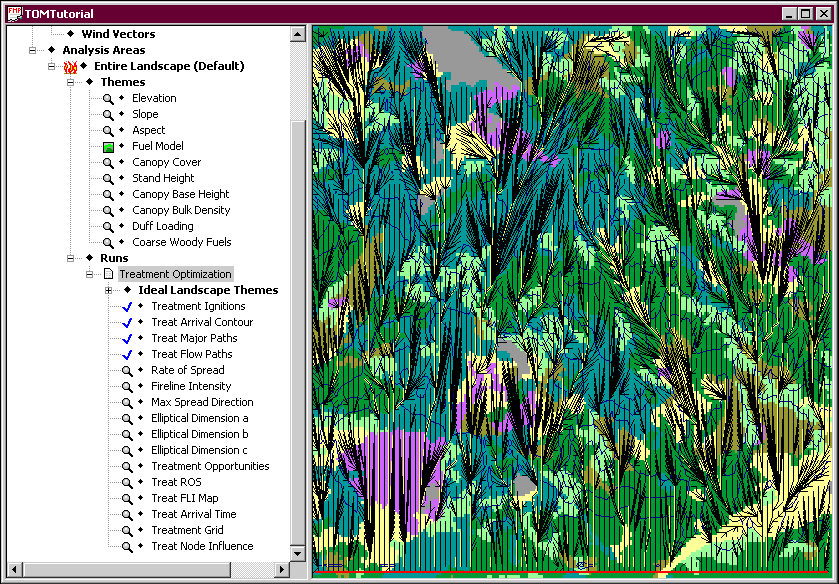 TOMTutorial
Wind Vectors
Analysis Areas
Entire Landscape (Default)
Themes
Elevation
Slope
Aspect
Fuel Model
Canopy Cover
Stand Height
Canopy Base Height
Canopy Bulk Density
Duff Loading
Coarse Woody Fuels
Runs
Treatment Optimization
Ideal Landscape Themes
Treatment Ignitions
Treat Arrival Contour
Treat Major Paths
Treat Flow Paths
Rate of Spread
Fireline Intensity
Max Spread Direction
Elliptical Dimension a
Elliptical Dimension b
Elliptical Dimension c
Treatment Opportunities
Treat ROS
Treat FLI Map
Treat Arrival Time
Treatment Grid
Treat Node Influence